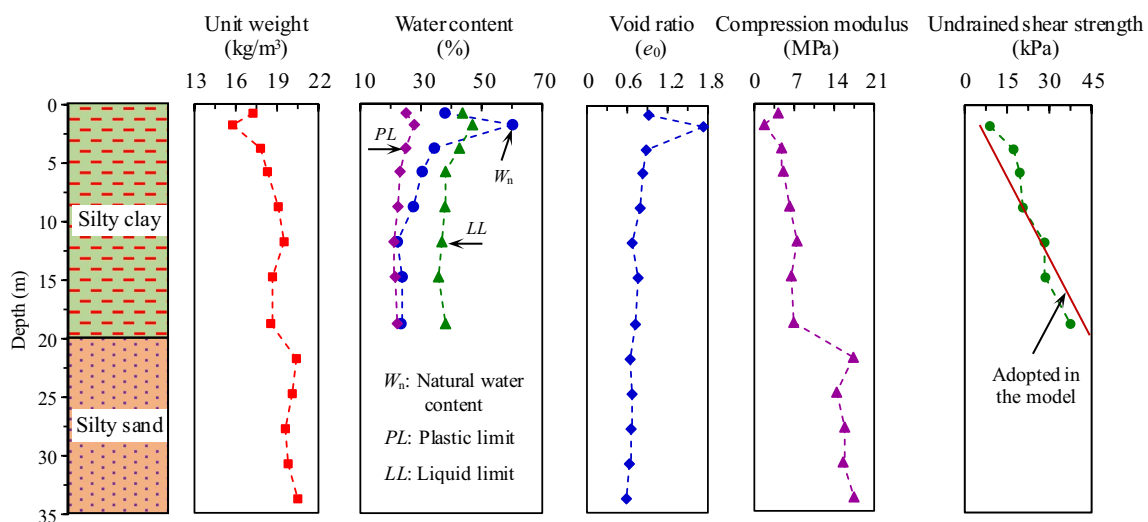 Unit weight
(kg/m³)
Water content
(%)
Void ratio
(e0)
Compression modulus
(MPa)
Undrained shear strength
(kPa)
13 16 19 22
10 30 50 70
0 0.6 1.2 1.8
0 7 14 21
0 15 30 45
Depth (m)
0
5
10
15
20
25
30
35
Silty clay
Silty sand
PL
Wn
LL
Wn: Natural water
content
PL: Plastic limit
LL: Liquid limit
Adopted in
the model